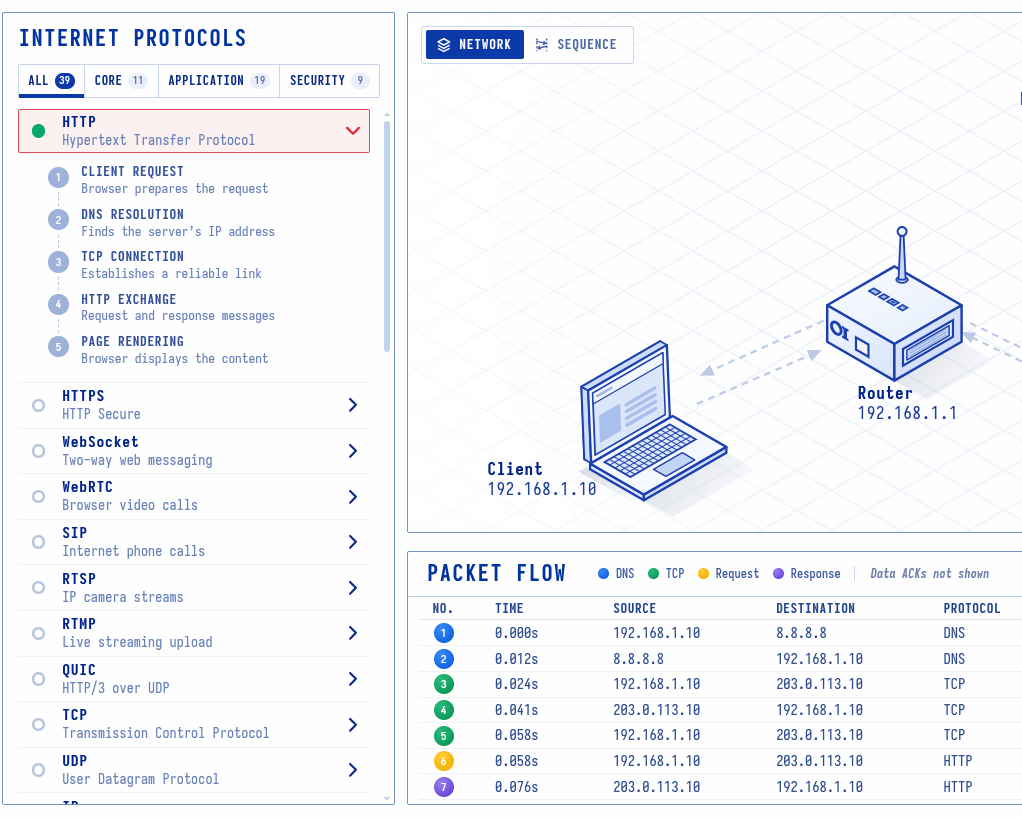 INTERNET PROTOCOLS
ALL 39 CORE 11 APPLICATION 19 SECURITY 9
HTTP
Hypertext Transfer Protocol
1 CLIENT REQUEST
Browser prepares the request
2 DNS RESOLUTION
Finds the server's IP address
3 TCP CONNECTION
Establishes a reliable link
4 HTTP EXCHANGE
Request and response messages
5 PAGE RENDERING
Browser displays the content
HTTPS
HTTP Secure
WebSocket
Two-way web messaging
WebRTC
Browser video calls
SIP
Internet phone calls
RTSP
IP camera streams
RTMP
Live streaming upload
QUIC
HTTP/3 over UDP
TCP
Transmission Control Protocol
UDP
User Datagram Protocol
NETWORK SEQUENCE
Router
192.168.1.1
Client
192.168.1.10
PACKET FLOW DNS TCP Request Response Data ACKs not shown
NO. TIME SOURCE DESTINATION PROTOCOL
1 0.000s 192.168.1.10 8.8.8.8 DNS
2 0.012s 8.8.8.8 192.168.1.10 DNS
3 0.024s 192.168.1.10 203.0.113.10 TCP
4 0.041s 203.0.113.10 192.168.1.10 TCP
5 0.058s 192.168.1.10 203.0.113.10 TCP
6 0.058s 192.168.1.10 203.0.113.10 HTTP
7 0.076s 203.0.113.10 192.168.1.10 HTTP